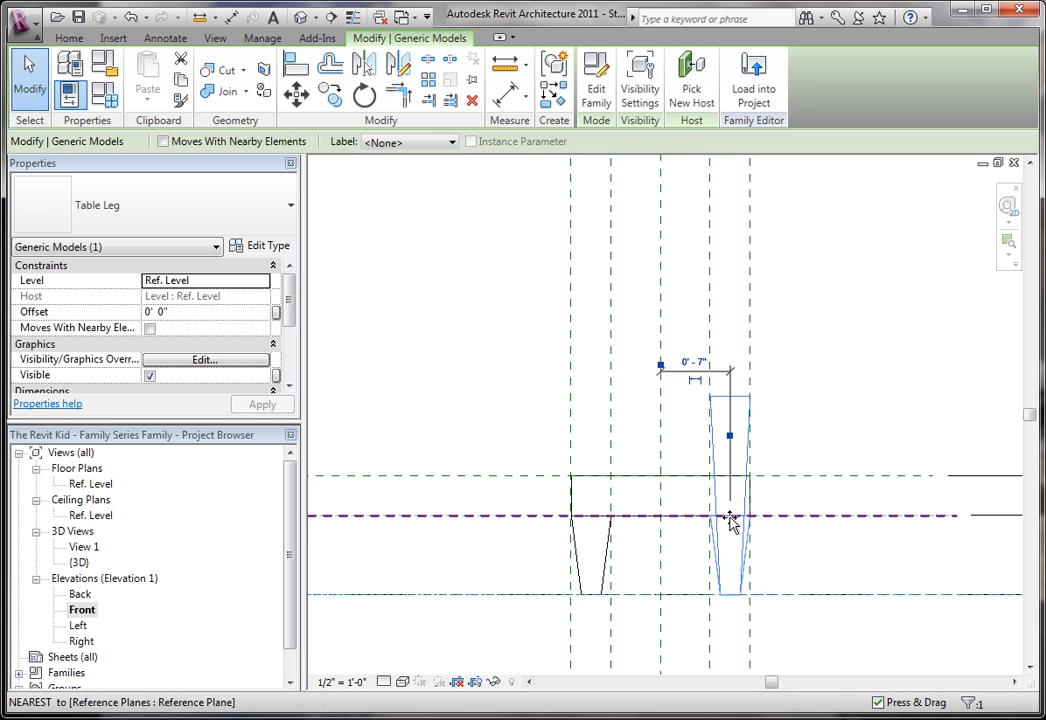 Autodesk Revit Architecture 2011 - St...
Type a keyword or phrase
Home Insert Annotate View Manage Add-Ins Modify | Generic Models
Modify
Paste
Cut
Join
Edit Family
Visibility Settings
Pick New Host
Load into Project
Select Properties Clipboard Geometry Modify Measure Create Mode Visibility Host Family Editor
Modify | Generic Models Moves With Nearby Elements Label: <None> Instance Parameter
Properties
Table Leg
Generic Models (1) Edit Type
Constraints
Level Ref. Level
Host Level : Ref. Level
Offset 0' 0"
Moves With Nearby Ele...
Graphics
Visibility/Graphics Overr... Edit...
Visible
Dimensions
Properties help Apply
The Revit Kid - Family Series Family - Project Browser
Views (all)
Floor Plans
Ref. Level
Ceiling Plans
Ref. Level
3D Views
View 1
{3D}
Elevations (Elevation 1)
Back
Front
Left
Right
Sheets (all)
Families
Groups
0' - 7"
2D
1/2" = 1'-0"
NEAREST to [Reference Planes : Reference Plane] Press & Drag :1